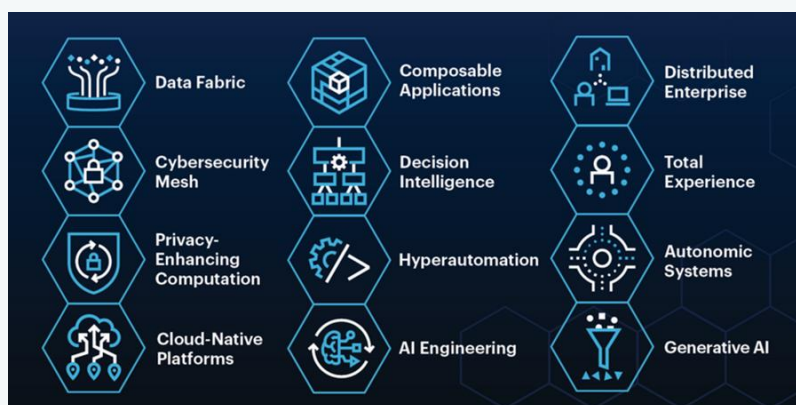 Data Fabric
Cybersecurity
Mesh
Privacy-
Enhancing
Computation
Cloud-Native
Platforms
Composable
Applications
Decision
Intelligence
Hyperautomation
AI Engineering
Distributed
Enterprise
Total
Experience
Autonomic
Systems
Generative AI